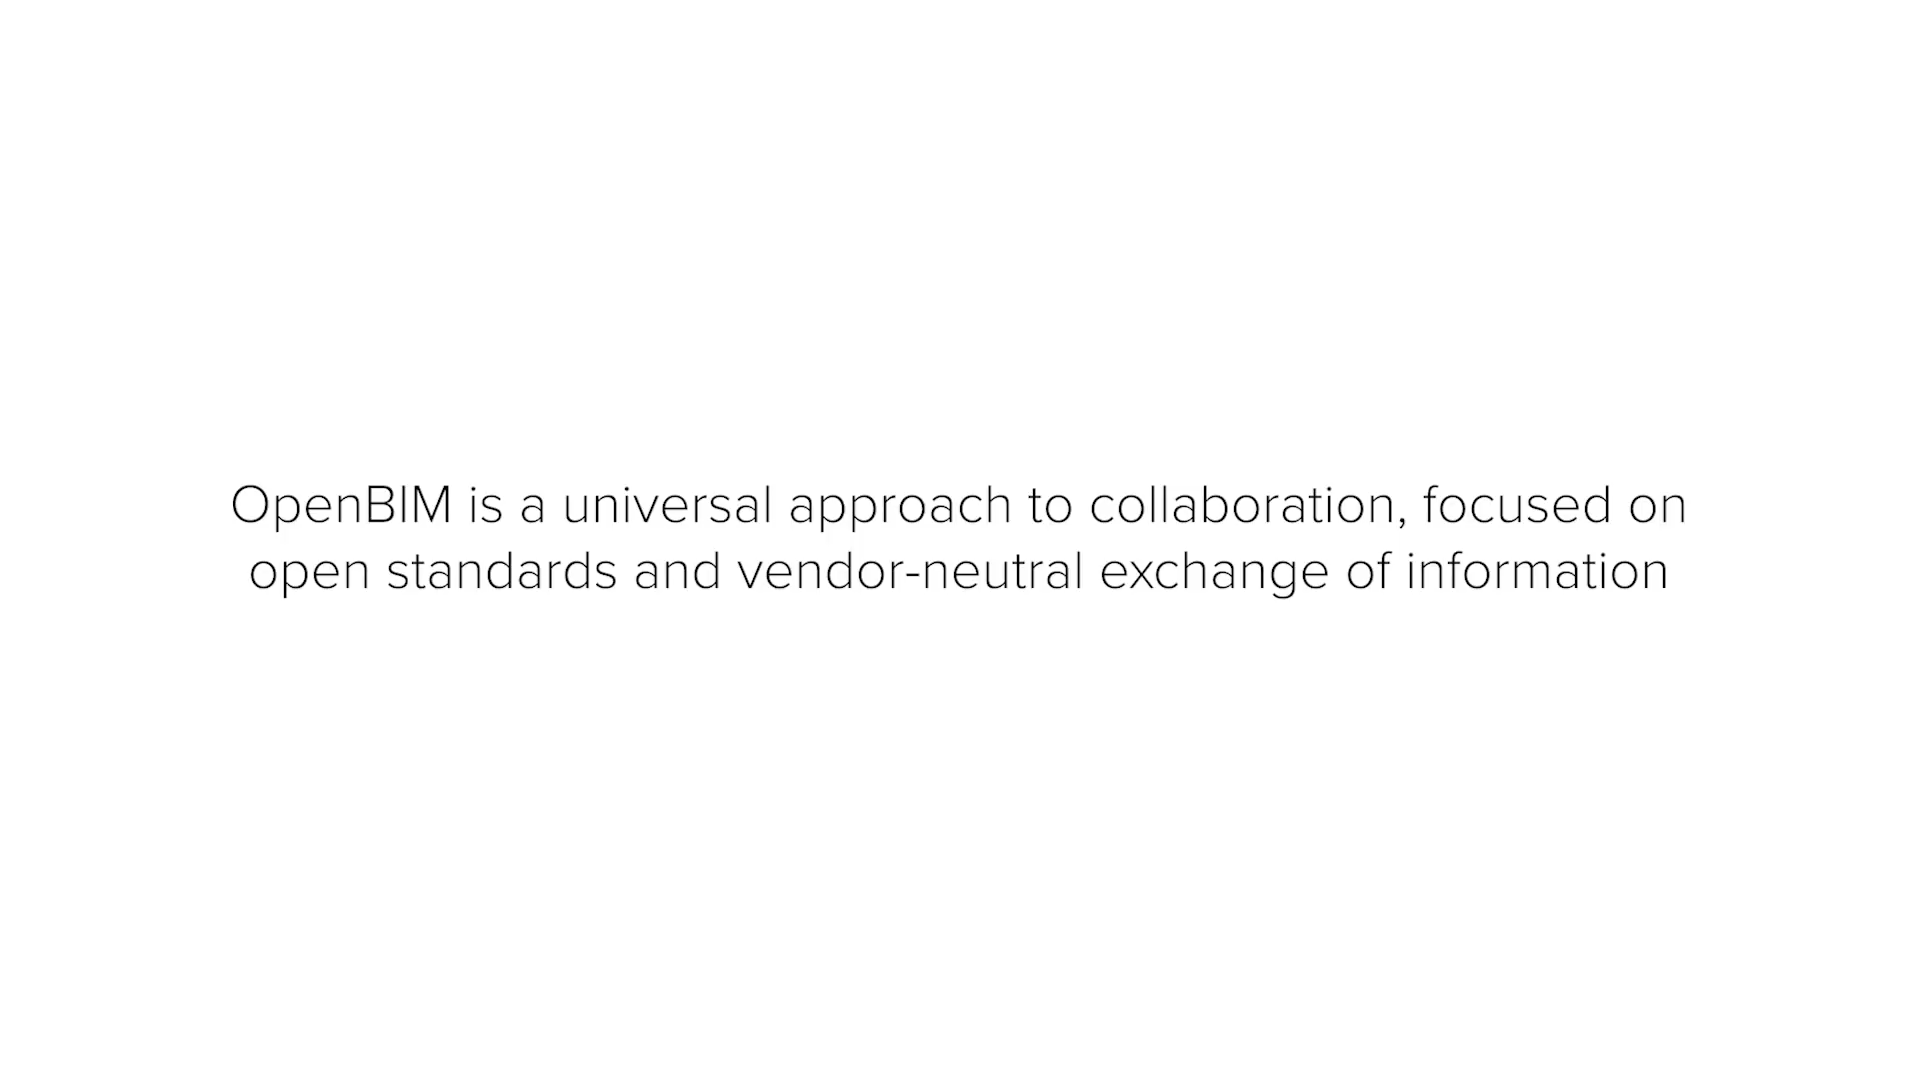 OpenBIM is a universal approach to collaboration, focused on
open standards and vendor-neutral exchange of information